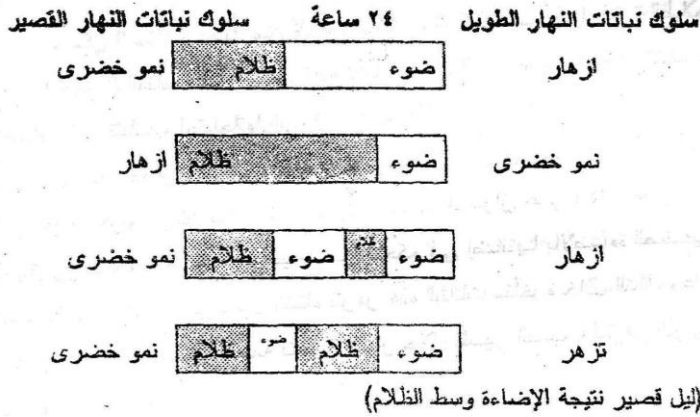 سلوك نباتات النهار الطويل ٢٤ ساعة سلوك نباتات النهار القصير
ازهار ضوء ظلام نمو خضرى
نمو خضرى ضوء ظلام ازهار
ازهار ضوء ظلام ضوء ظلام نمو خضرى
تزهر ضوء ظلام ضوء ظلام نمو خضرى
(ليل قصير نتيجة الإضاءة وسط الظلام)